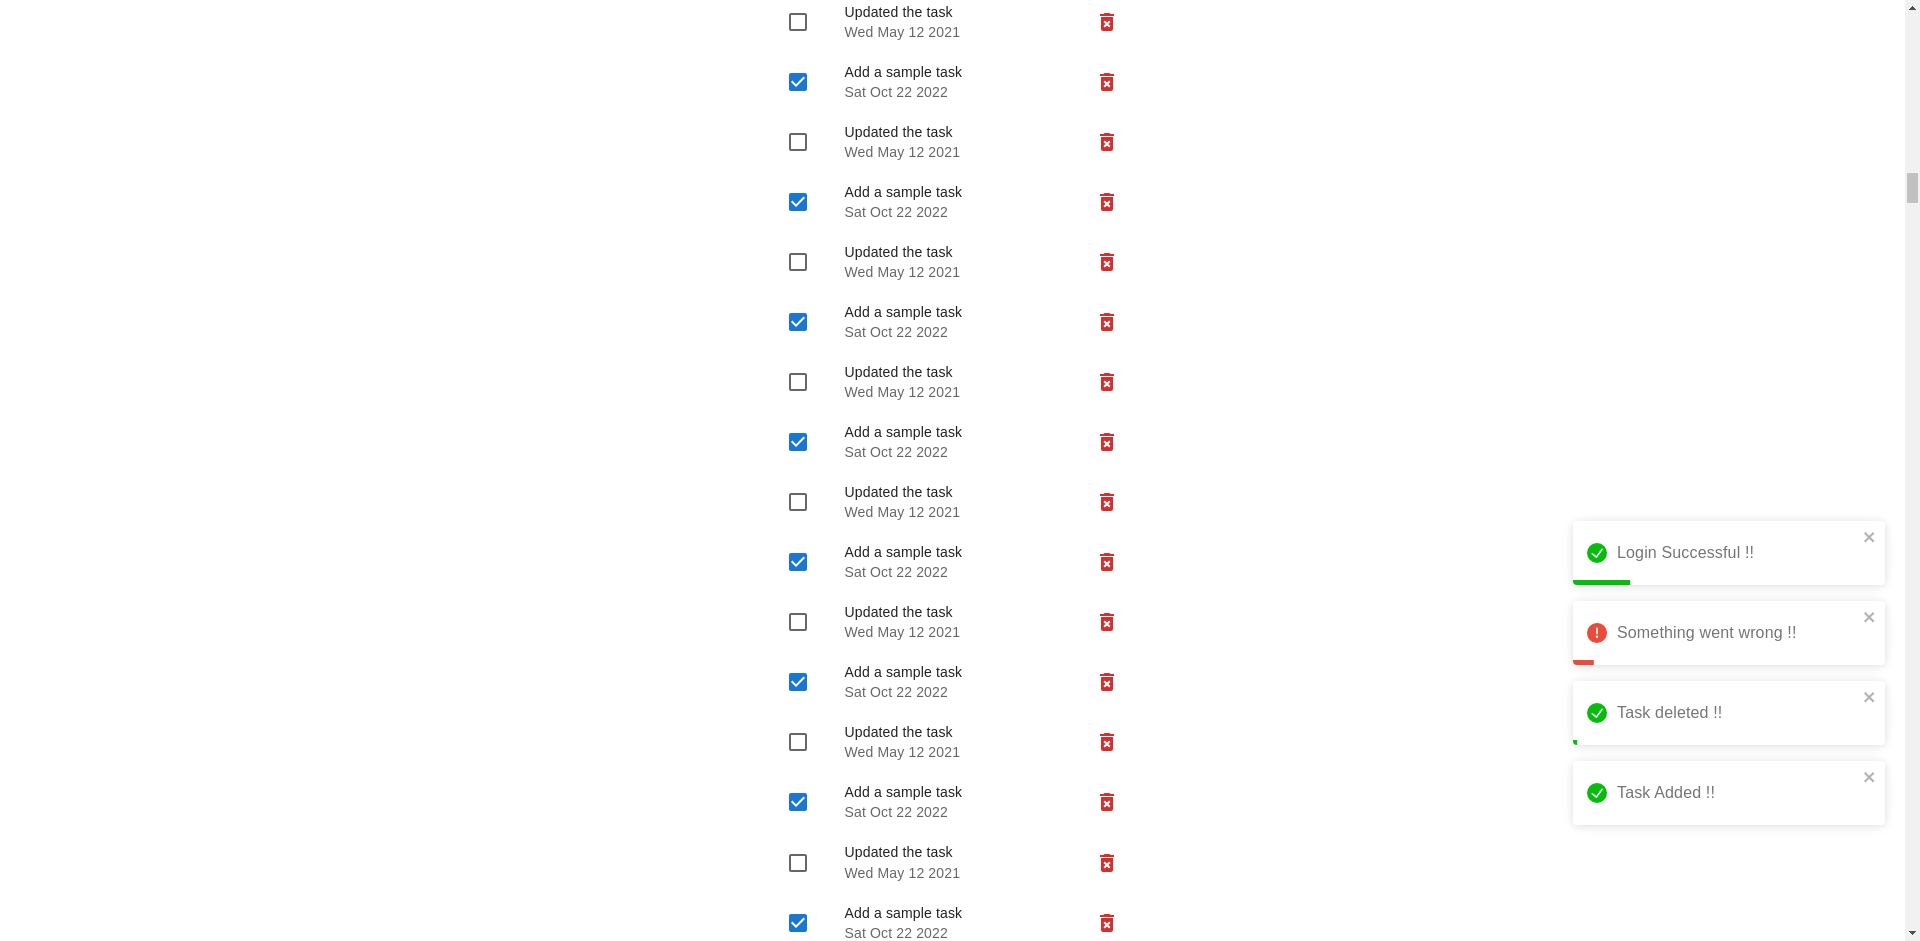 Updated the task
Wed May 12 2021
Add a sample task
Sat Oct 22 2022
Updated the task
Wed May 12 2021
Add a sample task
Sat Oct 22 2022
Updated the task
Wed May 12 2021
Add a sample task
Sat Oct 22 2022
Updated the task
Wed May 12 2021
Add a sample task
Sat Oct 22 2022
Updated the task
Wed May 12 2021
Add a sample task
Sat Oct 22 2022
Updated the task
Wed May 12 2021
Add a sample task
Sat Oct 22 2022
Updated the task
Wed May 12 2021
Add a sample task
Sat Oct 22 2022
Updated the task
Wed May 12 2021
Add a sample task
Sat Oct 22 2022
Login Successful !!
Something went wrong !!
Task deleted !!
Task Added !!